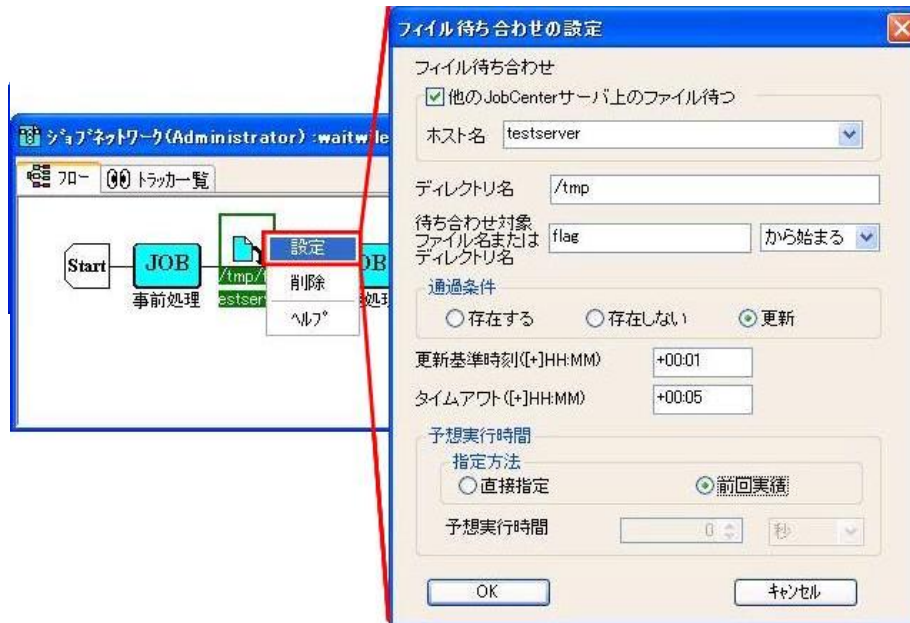 ジョブネットワーク(Administrator) :waitwile
フロー
トラッカ一覧
Start
JOB
事前処理
/tmp/
設定
削除
ヘルプ
フィイル待ち合わせの設定
フィイル待ち合わせ
他のJobCenterサーバ上のファイル待つ
ホスト名 testserver
ディレクトリ名 /tmp
待ち合わせ対象
ファイル名または
ディレクトリ名
flag から始まる
通過条件
存在する 存在しない 更新
更新基準時刻([+]HH:MM) +00:01
タイムアウト([+]HH:MM) +00:05
予想実行時間
指定方法
直接指定 前回実績
予想実行時間 0 秒
OK キャンセル